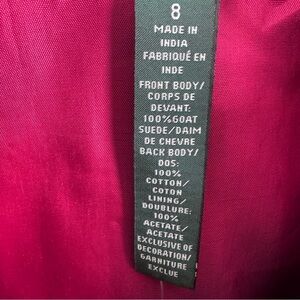 8
MADE IN
INDIA
FABRIQUÉ EN
INDE
FRONT BODY/
CORPS DE
DEVANT:
100%GOAT
SUEDE/DAIM
DE CHEVRE
BACK BODY/
DOS:
100%
COTTON/
COTON
LINING/
DOUBLURE:
100%
ACETATE/
ACETATE
EXCLUSIVE OF
DECORATION/
GARNITURE
EXCLUE